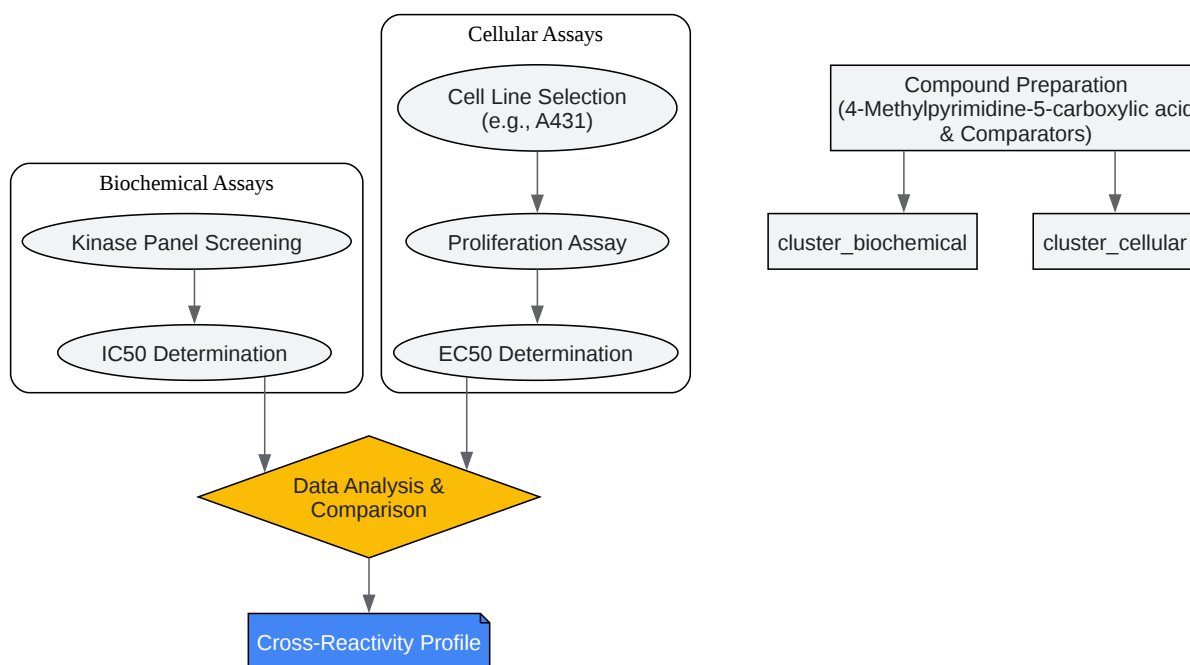 Cellular Assays
Cell Line Selection
(e.g., A431)
Proliferation Assay
EC50 Determination
Biochemical Assays
Kinase Panel Screening
IC50 Determination
Data Analysis &
Comparison
Cross-Reactivity Profile
Compound Preparation
(4-Methylpyrimidine-5-carboxylic acid
& Comparators)
cluster_biochemical
cluster_cellular